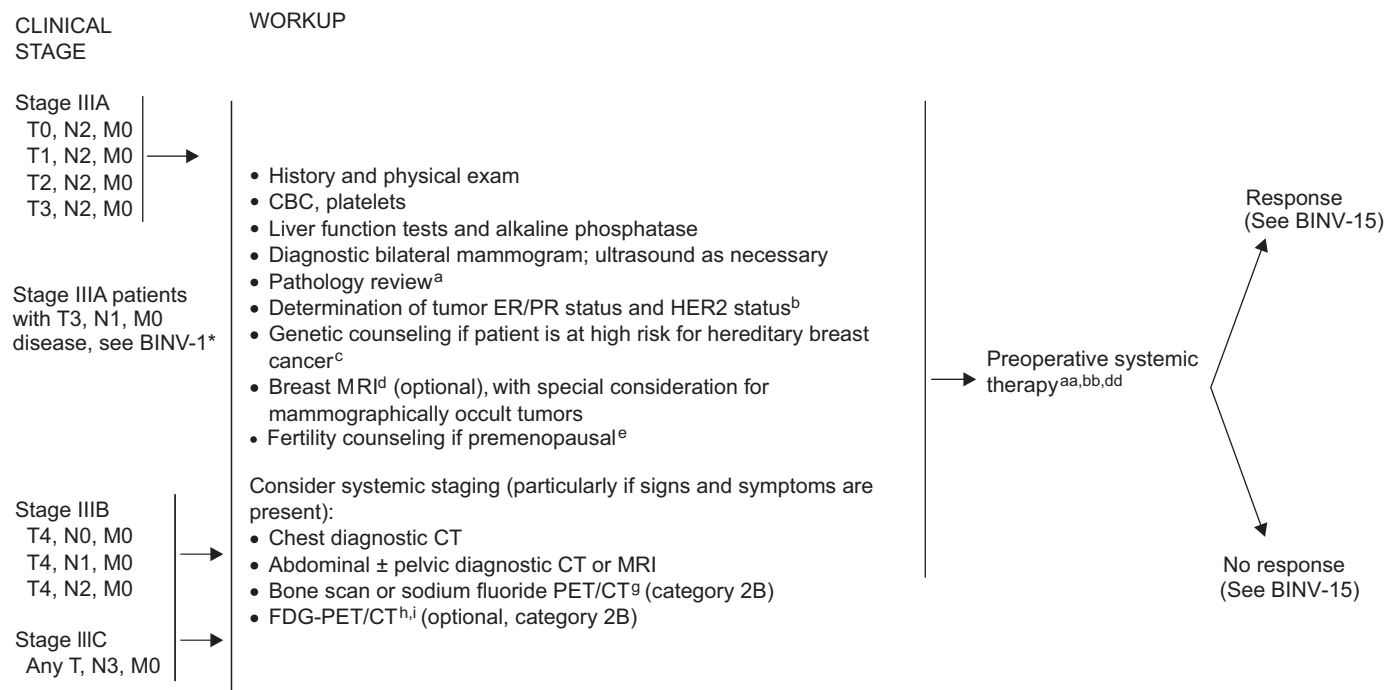 CLINICAL
STAGE
WORKUP
Stage IIIA
T0, N2, M0
T1, N2, M0
T2, N2, M0
T3, N2, M0
Stage IIIA patients
with T3, N1, M0
disease, see BINV-1*
Stage IIIB
T4, N0, M0
T4, N1, M0
T4, N2, M0
Stage IIIC
Any T, N3, M0
• History and physical exam
• CBC, platelets
• Liver function tests and alkaline phosphatase
• Diagnostic bilateral mammogram; ultrasound as necessary
• Pathology reviewa
• Determination of tumor ER/PR status and HER2 statusb
• Genetic counseling if patient is at high risk for hereditary breast
cancerc
• Breast MRId (optional), with special consideration for
mammographically occult tumors
• Fertility counseling if premenopausale
Consider systemic staging (particularly if signs and symptoms are
present):
• Chest diagnostic CT
• Abdominal ± pelvic diagnostic CT or MRI
• Bone scan or sodium fluoride PET/CTg (category 2B)
• FDG-PET/CTh,i (optional, category 2B)
Preoperative systemic
therapyaa,bb,dd
Response
(See BINV-15)
No response
(See BINV-15)